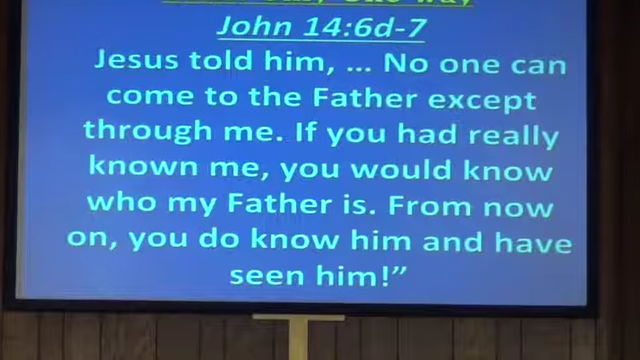 way
John 14:6d-7
Jesus told him, ... No one can
come to the Father except
through me. If you had really
known me, you would know
who my Father is. From now
on, you do know him and have
seen him!”